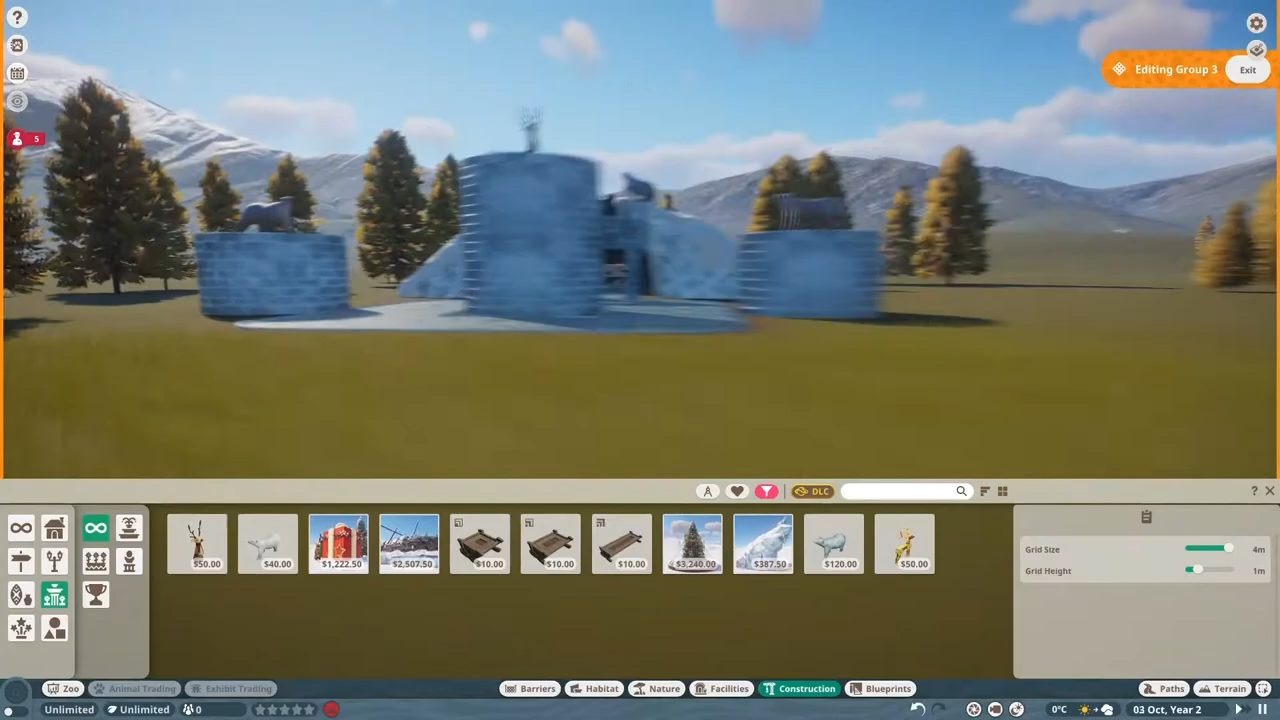 ?
Editing Group 3
Exit
5
DLC
?
$50.00
$40.00
$1,222.50
$2,507.50
$10.00
$10.00
$10.00
$3,240.00
$387.50
$120.00
$50.00
Grid Size
4m
Grid Height
1m
Zoo
Animal Trading
Exhibit Trading
Barriers
Habitat
Nature
Facilities
Construction
Blueprints
Paths
Terrain
Unlimited
Unlimited
0
0°C
03 Oct, Year 2